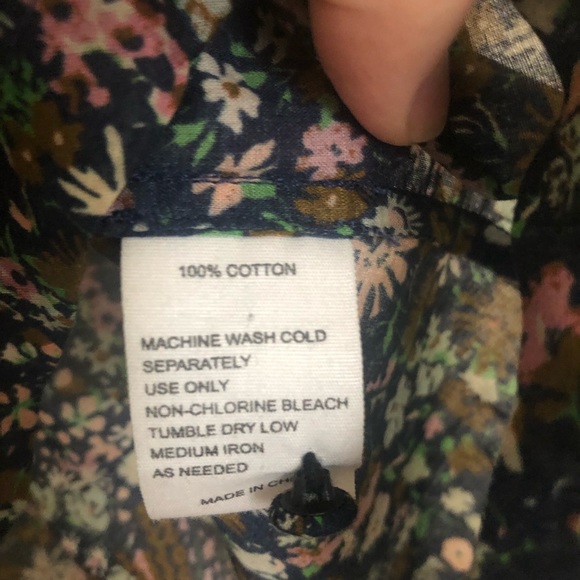 100% COTTON
MACHINE WASH COLD
SEPARATELY
USE ONLY
NON-CHLORINE BLEACH
TUMBLE DRY LOW
MEDIUM IRON
AS NEEDED
MADE IN